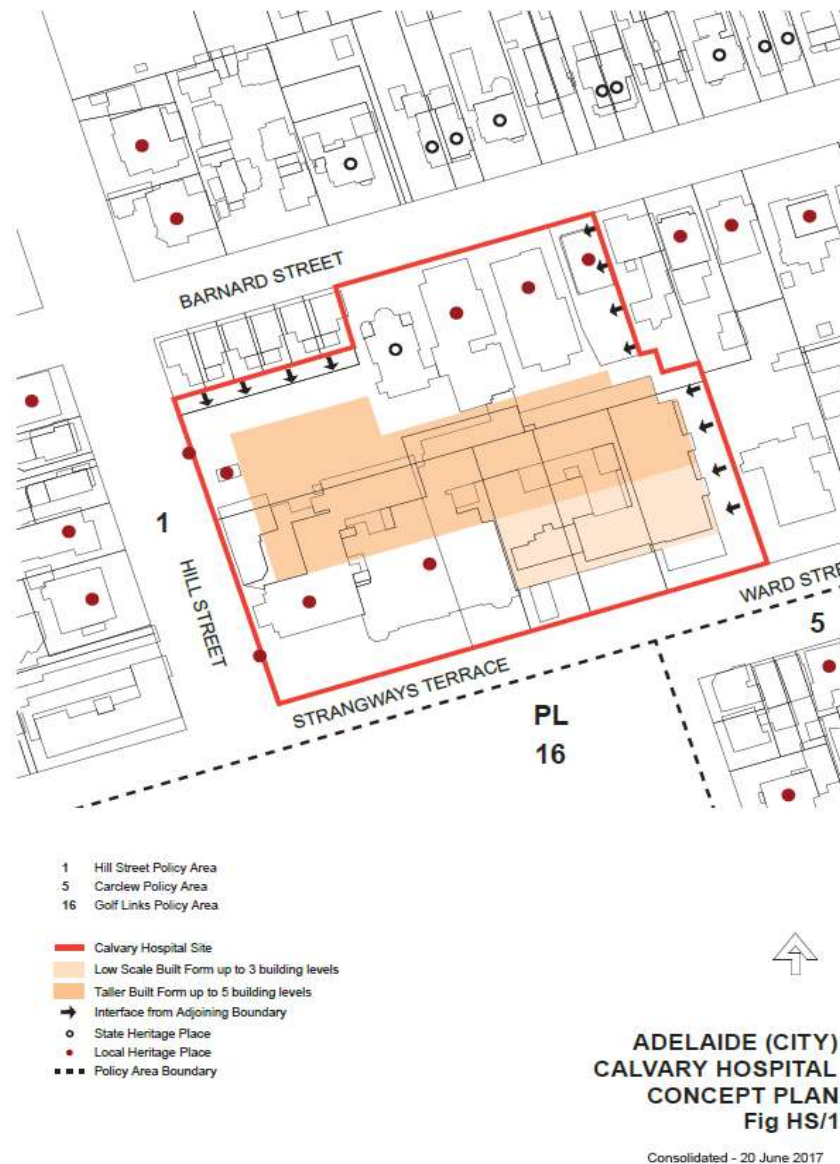 BARNARD STREET
1
HILL STREET
WARD STRE
5
STRANGWAYS TERRACE
PL
16
1 Hill Street Policy Area
5 Carclew Policy Area
16 Golf Links Policy Area
Calvary Hospital Site
Low Scale Built Form up to 3 building levels
Taller Built Form up to 5 building levels
Interface from Adjoining Boundary
State Heritage Place
Local Heritage Place
Policy Area Boundary
ADELAIDE (CITY)
CALVARY HOSPITAL
CONCEPT PLAN
Fig HS/1
Consolidated - 20 June 2017